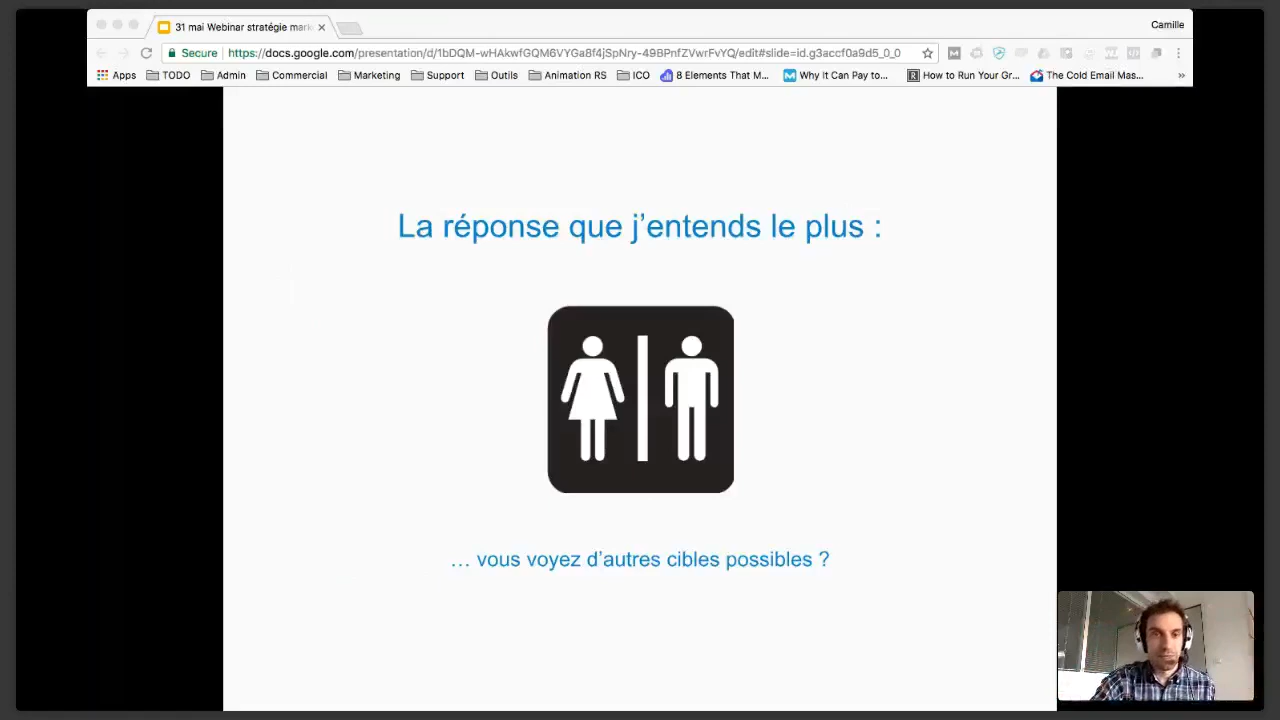 31 mai Webinar stratégie mark
Camille
Secure
https://docs.google.com/presentation/d/1bDQM-wHAkwfGQM6VYGa8f4jSpNry-49BPnfZVwrFvYQ/edit#slide=id.g3accf0a9d5_0_0
Apps TODO Admin Commercial Marketing Support Outils Animation RS ICO 8 Elements That M... Why It Can Pay to... How to Run Your Gr... The Cold Email Mas... »
La réponse que j’entends le plus :
… vous voyez d’autres cibles possibles ?